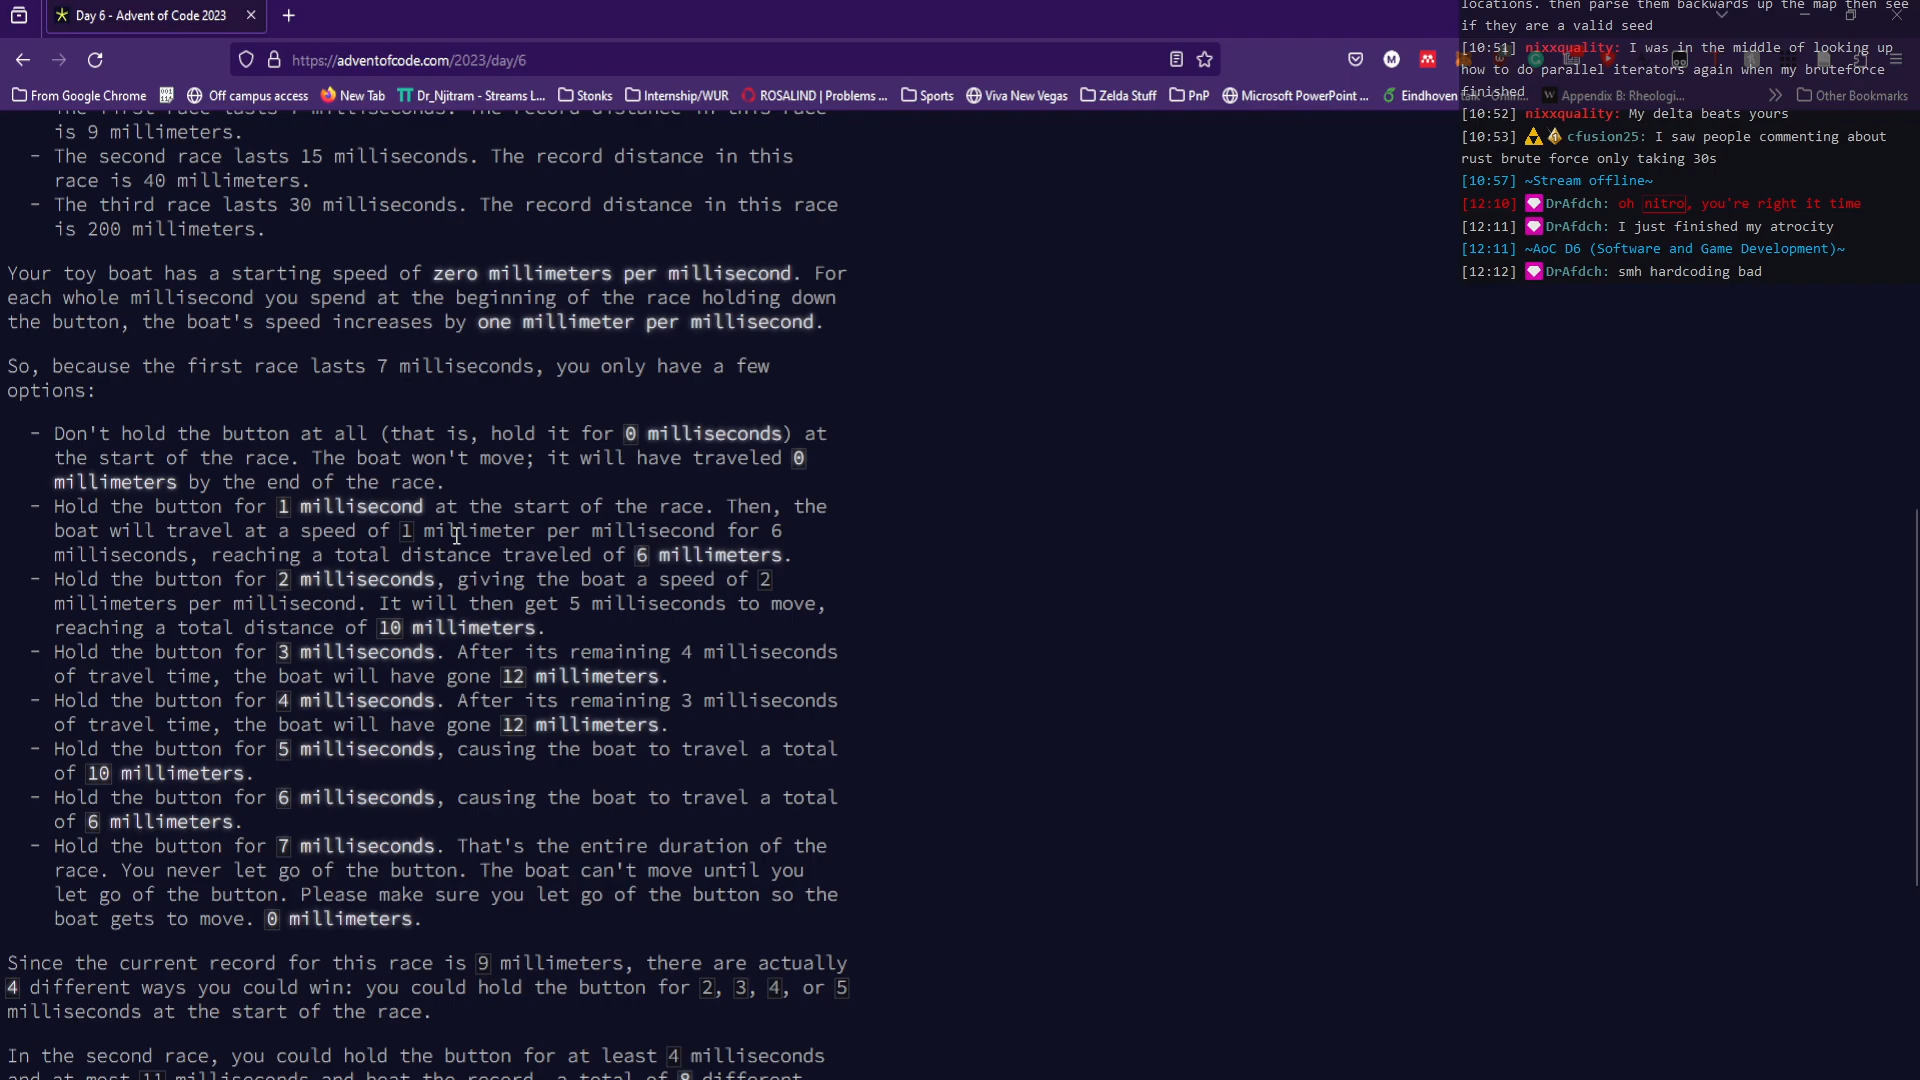 Day 6 - Advent of Code 2023
https://adventofcode.com/2023/day/6
From Google Chrome
Off campus access
New Tab
Dr_Njitram - Streams L...
Stonks
Internship/WUR
ROSALIND | Problems ...
Sports
Viva New Vegas
Zelda Stuff
PnP
Microsoft PowerPoint ...
Eindhoven
Appendix B: Rheologi...
Other Bookmarks
is 9 millimeters.
- The second race lasts 15 milliseconds. The record distance in this
race is 40 millimeters.
- The third race lasts 30 milliseconds. The record distance in this race
is 200 millimeters.
Your toy boat has a starting speed of zero millimeters per millisecond. For
each whole millisecond you spend at the beginning of the race holding down
the button, the boat's speed increases by one millimeter per millisecond.
So, because the first race lasts 7 milliseconds, you only have a few
options:
- Don't hold the button at all (that is, hold it for 0 milliseconds) at
the start of the race. The boat won't move; it will have traveled 0
millimeters by the end of the race.
- Hold the button for 1 millisecond at the start of the race. Then, the
boat will travel at a speed of 1 millimeter per millisecond for 6
milliseconds, reaching a total distance traveled of 6 millimeters.
- Hold the button for 2 milliseconds, giving the boat a speed of 2
millimeters per millisecond. It will then get 5 milliseconds to move,
reaching a total distance of 10 millimeters.
- Hold the button for 3 milliseconds. After its remaining 4 milliseconds
of travel time, the boat will have gone 12 millimeters.
- Hold the button for 4 milliseconds. After its remaining 3 milliseconds
of travel time, the boat will have gone 12 millimeters.
- Hold the button for 5 milliseconds, causing the boat to travel a total
of 10 millimeters.
- Hold the button for 6 milliseconds, causing the boat to travel a total
of 6 millimeters.
- Hold the button for 7 milliseconds. That's the entire duration of the
race. You never let go of the button. The boat can't move until you
let go of the button. Please make sure you let go of the button so the
boat gets to move. 0 millimeters.
Since the current record for this race is 9 millimeters, there are actually
4 different ways you could win: you could hold the button for 2, 3, 4, or 5
milliseconds at the start of the race.
In the second race, you could hold the button for at least 4 milliseconds
and at most 11 milliseconds and beat the record, a total of 8 different
locations. then parse them backwards up the map then see
if they are a valid seed
[10:51] nixxquality: I was in the middle of looking up
how to do parallel iterators again when my bruteforce
finished
[10:52] nixxquality: My delta beats yours
[10:53] cfusion25: I saw people commenting about
rust brute force only taking 30s
[10:57] ~Stream offline~
[12:10] DrAfdch: oh nitro, you're right it time
[12:11] DrAfdch: I just finished my atrocity
[12:11] ~AoC D6 (Software and Game Development)~
[12:12] DrAfdch: smh hardcoding bad